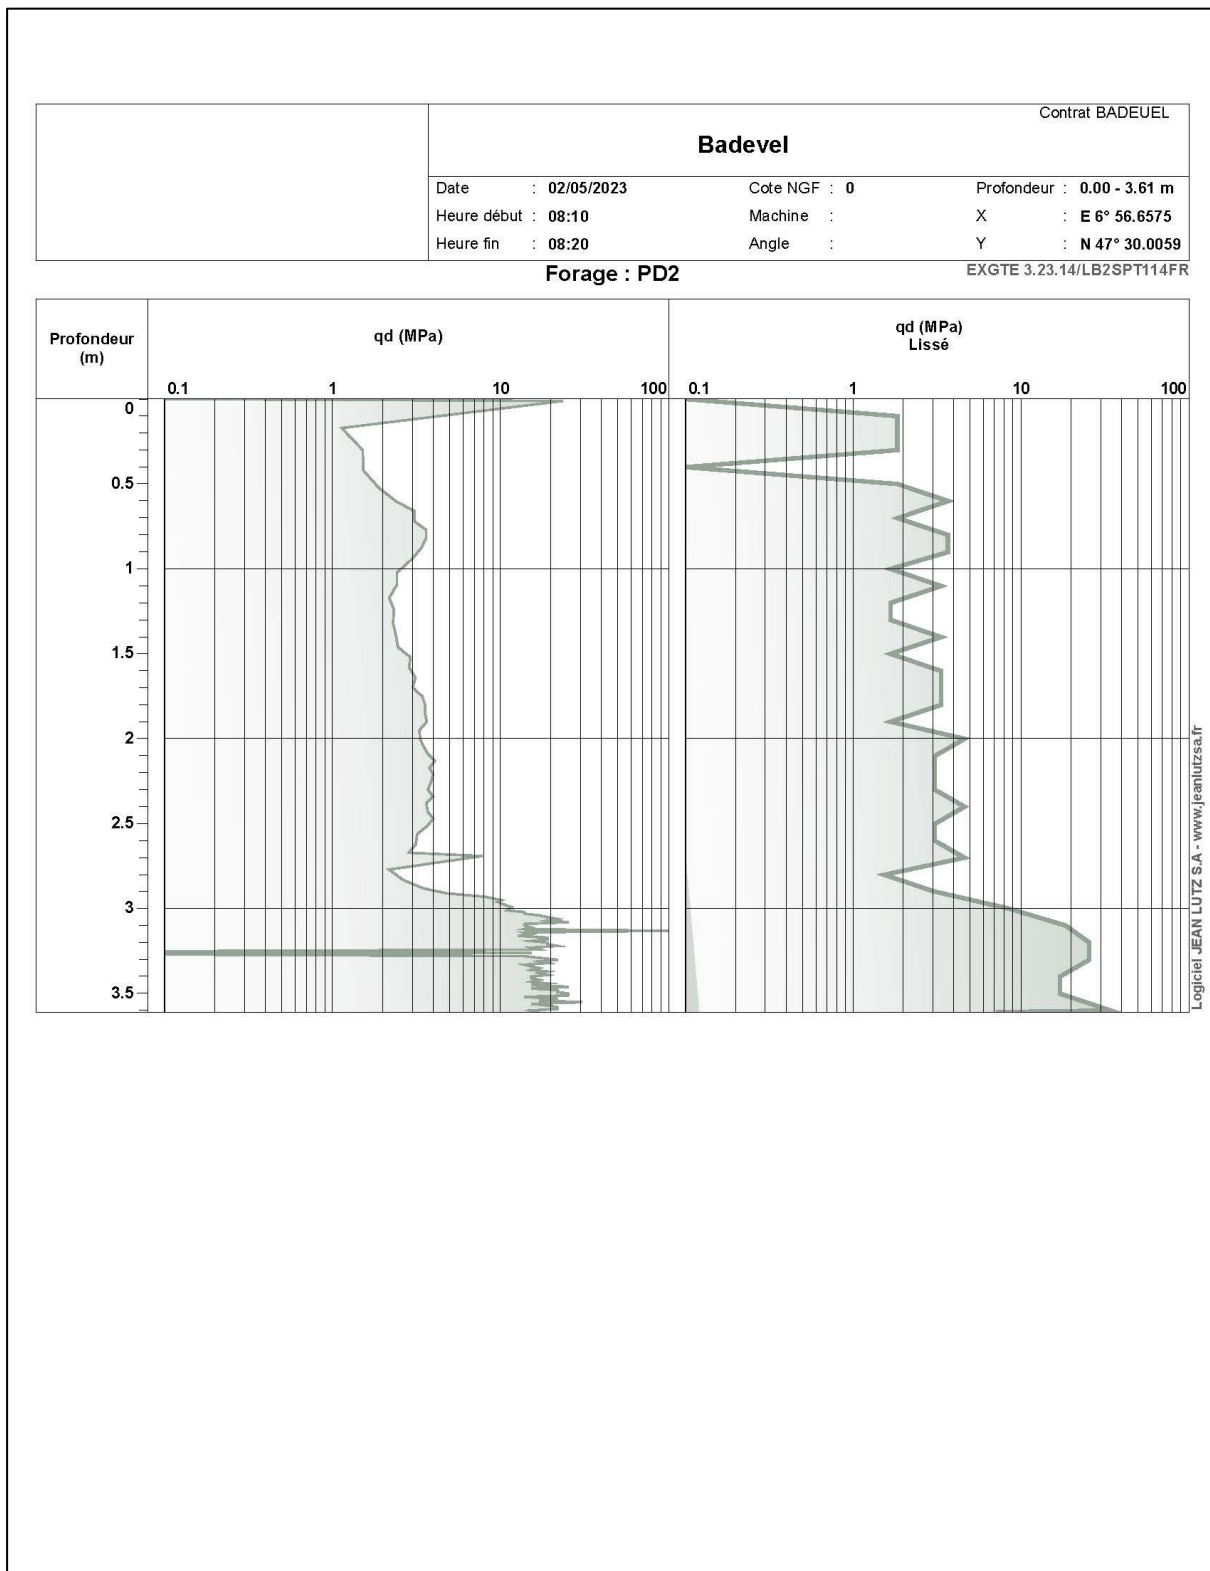 Contrat BADEUEL
Badevel
Date : 02/05/2023 Cote NGF : 0 Profondeur : 0.00 - 3.61 m
Heure début : 08:10 Machine : X : E 6° 56.6575
Heure fin : 08:20 Angle : Y : N 47° 30.0059
Forage : PD2 EXGTE 3.23.14/LB2SPT114FR
Profondeur (m)
qd (MPa)
qd (MPa)
Lissé
0.1 1 10 100 0.1 1 10 100
0
0.5
1
1.5
2
2.5
3
3.5
Logiciel JEAN LUTZ S.A - www.jeanlutzsa.fr